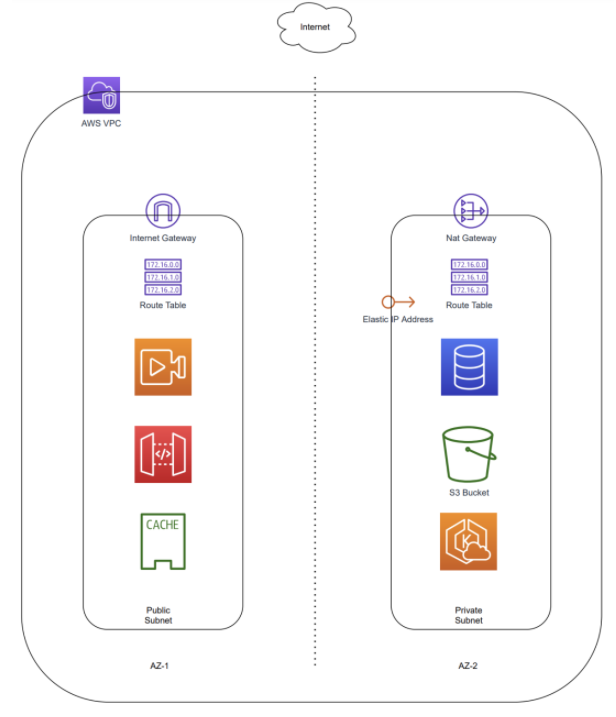 Internet
AWS VPC
Internet Gateway
172.16.0.0
172.16.1.0
172.16.2.0
Route Table
CACHE
Public
Subnet
AZ-1
Nat Gateway
172.16.0.0
172.16.1.0
172.16.2.0
Route Table
Elastic IP Address
</>
S3 Bucket
K
Private
Subnet
AZ-2